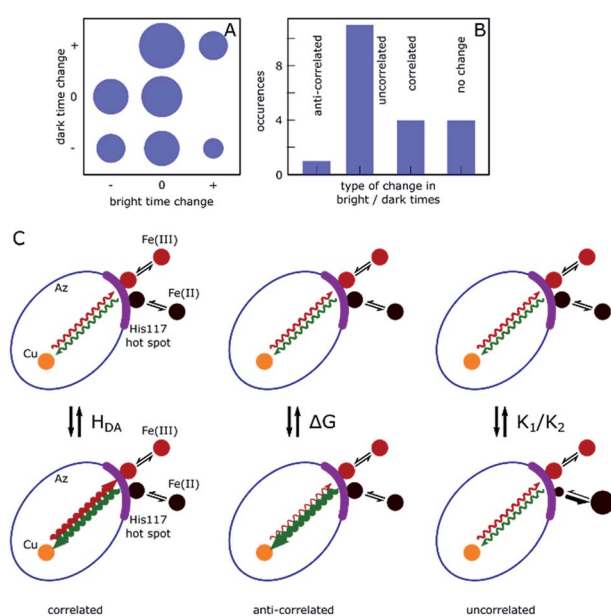 A
dark time change
+
0
-
- 0 +
bright time change
B
occurences
10
8
4
0
anti-correlated
uncorrelated
correlated
no change
type of change in
bright / dark times
C
Fe(III)
Az
Fe(II)
His117
hot spot
Cu
HDA
ΔG
K1/K2
Fe(III)
Az
Fe(II)
His117
hot spot
Cu
correlated
anti-correlated
uncorrelated